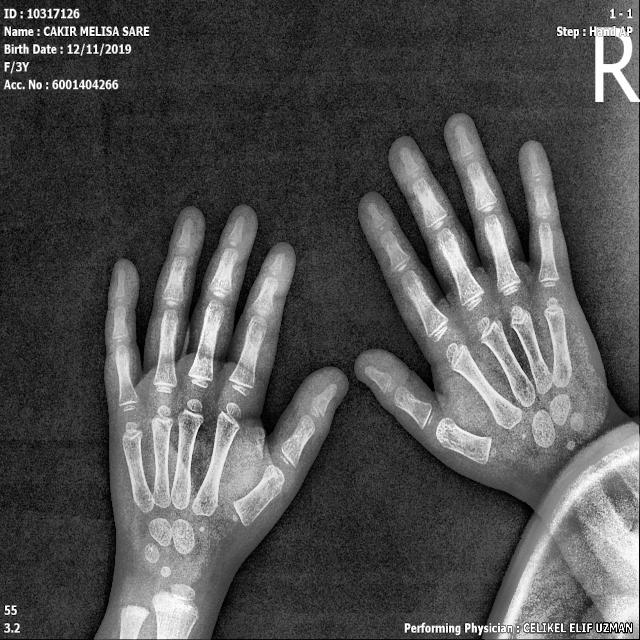 ID : 10317126
Name : CAKIR MELISA SARE
Birth Date : 12/11/2019
F/3Y
Acc. No : 6001404266
1 - 1
Step : Hand AP
R
55
3.2
Performing Physician : CELIKEL ELIF UZMAN